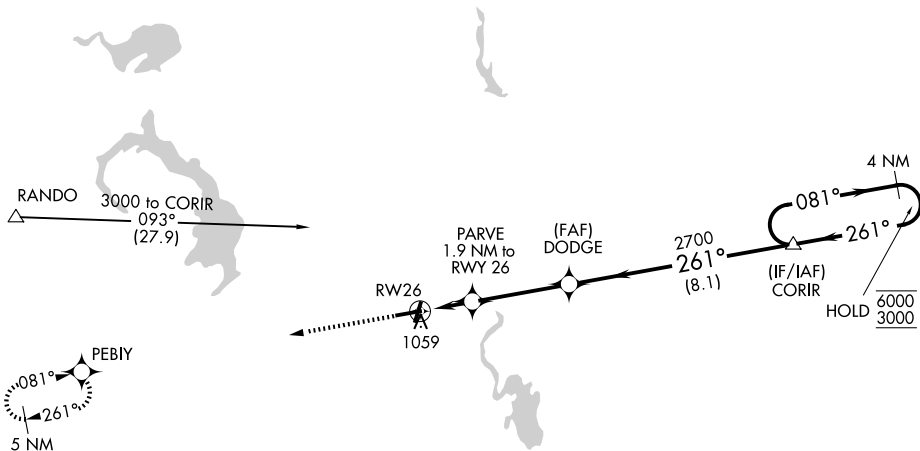 RANDO
3000 to CORIR
093°
(27.9)
4 NM
081°
261°
(IF/IAF)
CORIR
HOLD
6000
3000
2700
261°
(8.1)
(FAF)
DODGE
PARVE
1.9 NM to
RWY 26
RW26
1059
PEBIY
081°
261°
5 NM